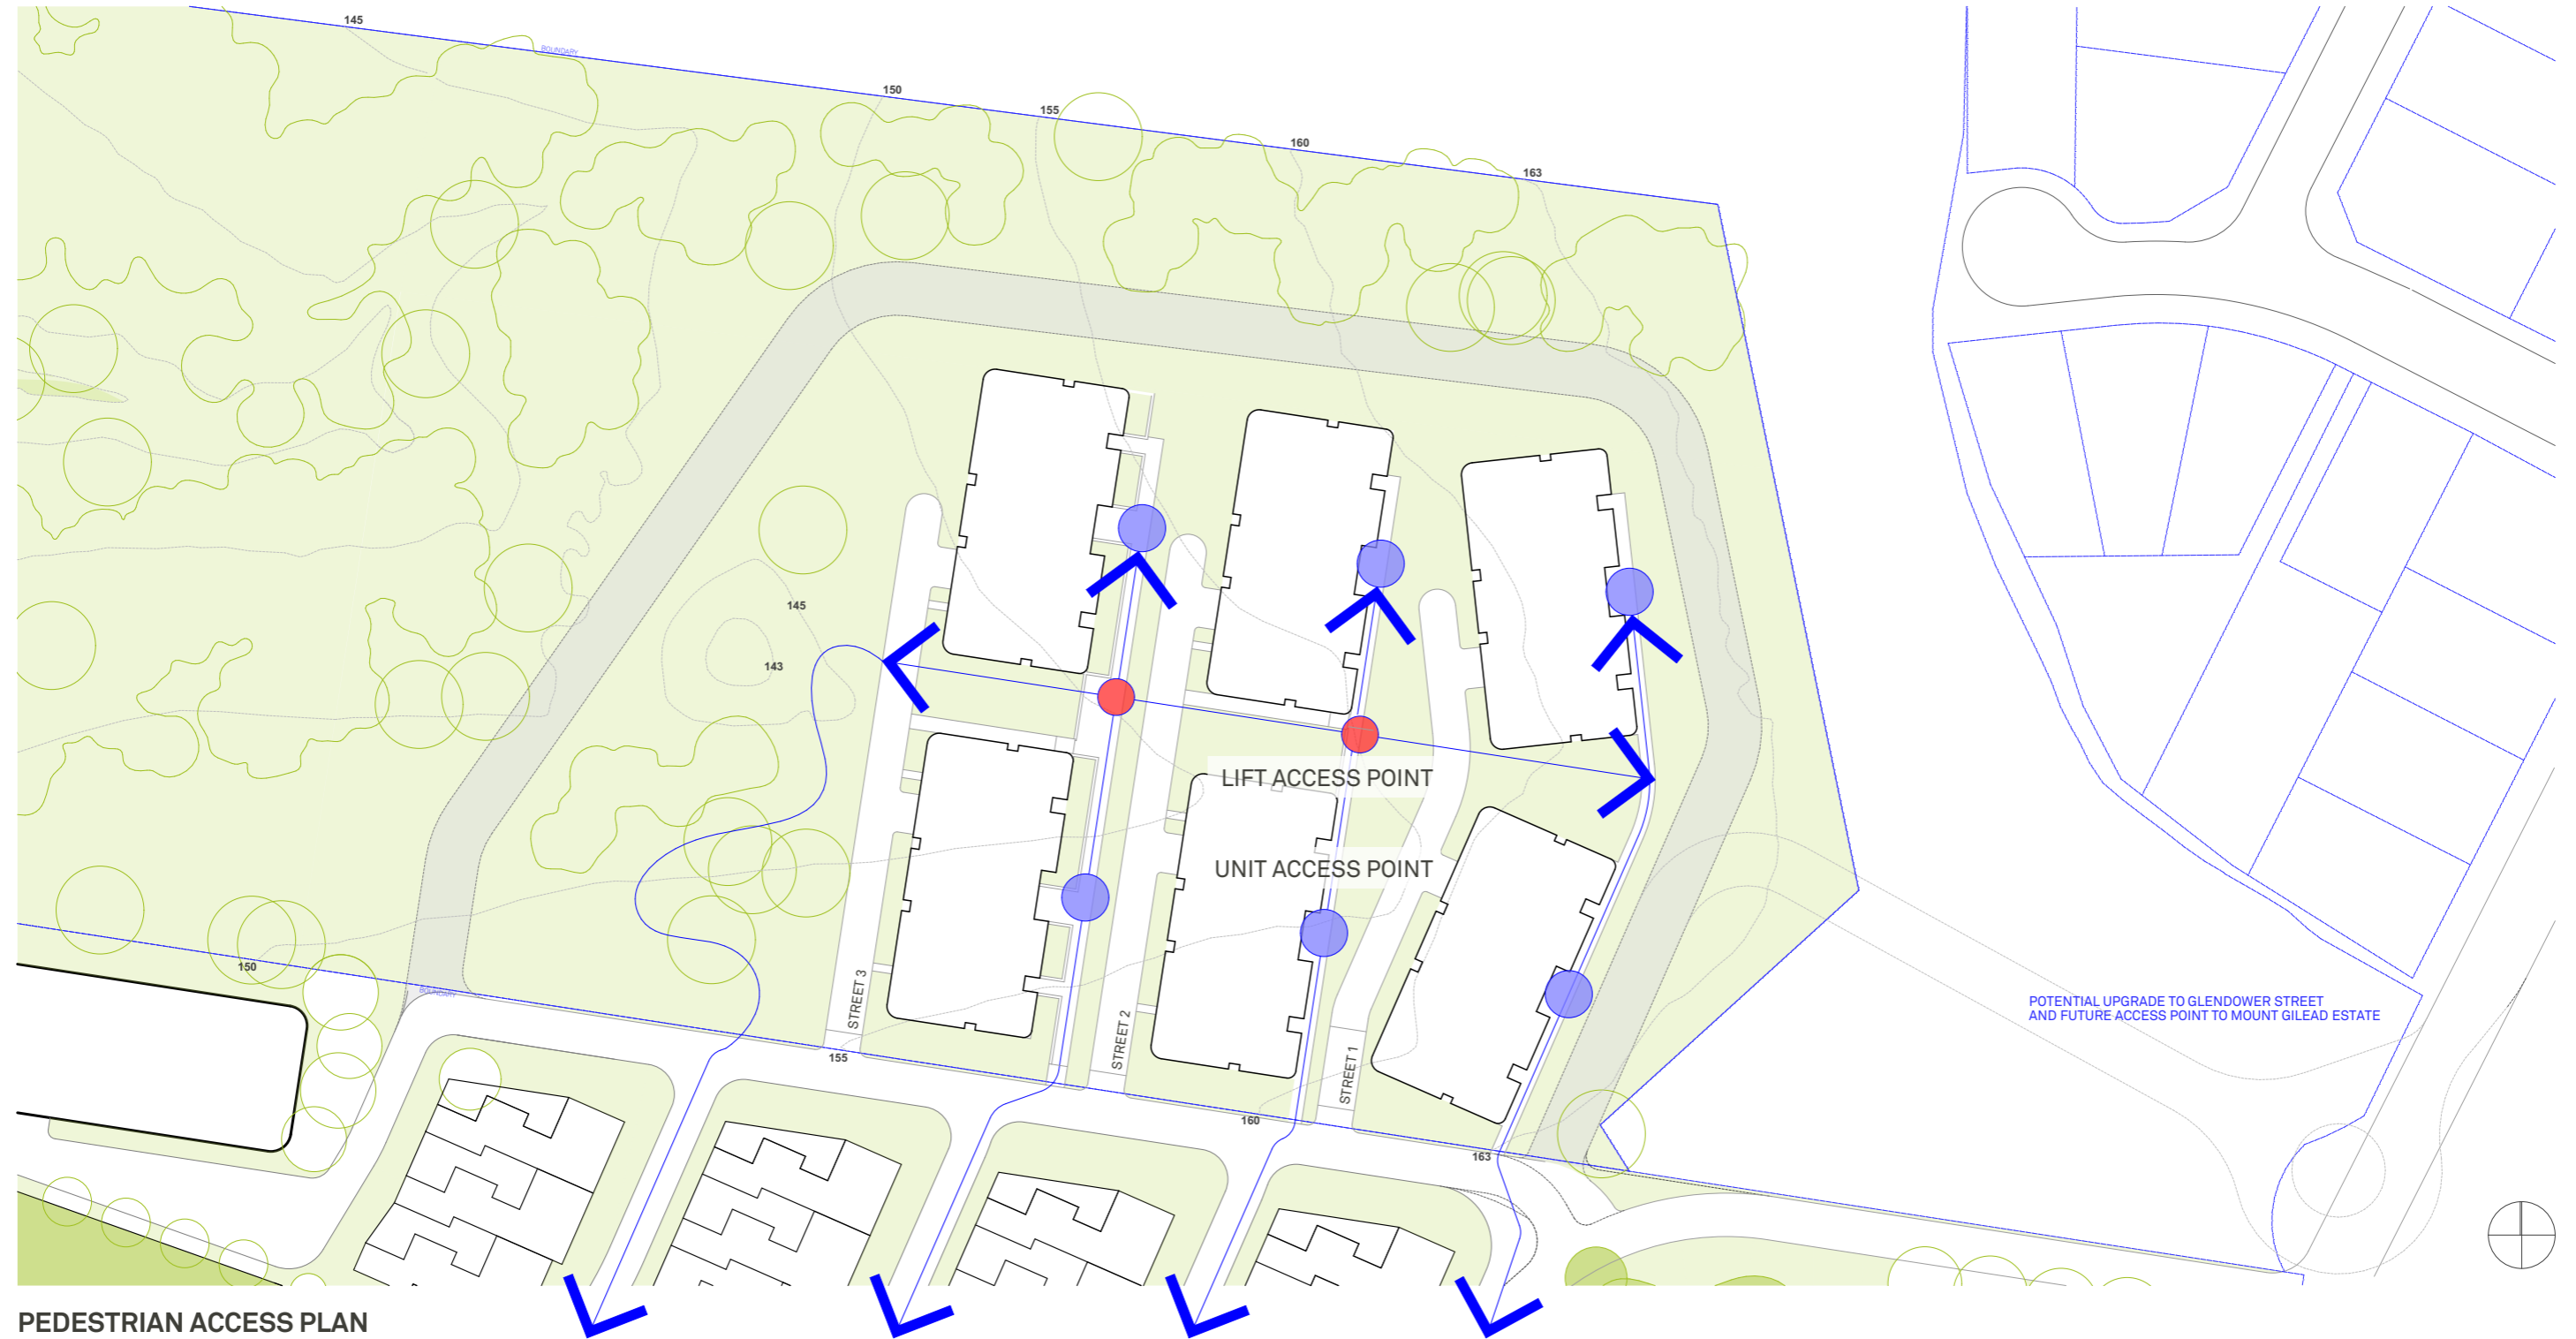 145
BOUNDARY
150
155
160
163
145
143
LIFT ACCESS POINT
UNIT ACCESS POINT
150
BOUNDARY
STREET 3
STREET 2
STREET 1
155
160
163
POTENTIAL UPGRADE TO GLENDOWER STREET
AND FUTURE ACCESS POINT TO MOUNT GILEAD ESTATE
PEDESTRIAN ACCESS PLAN